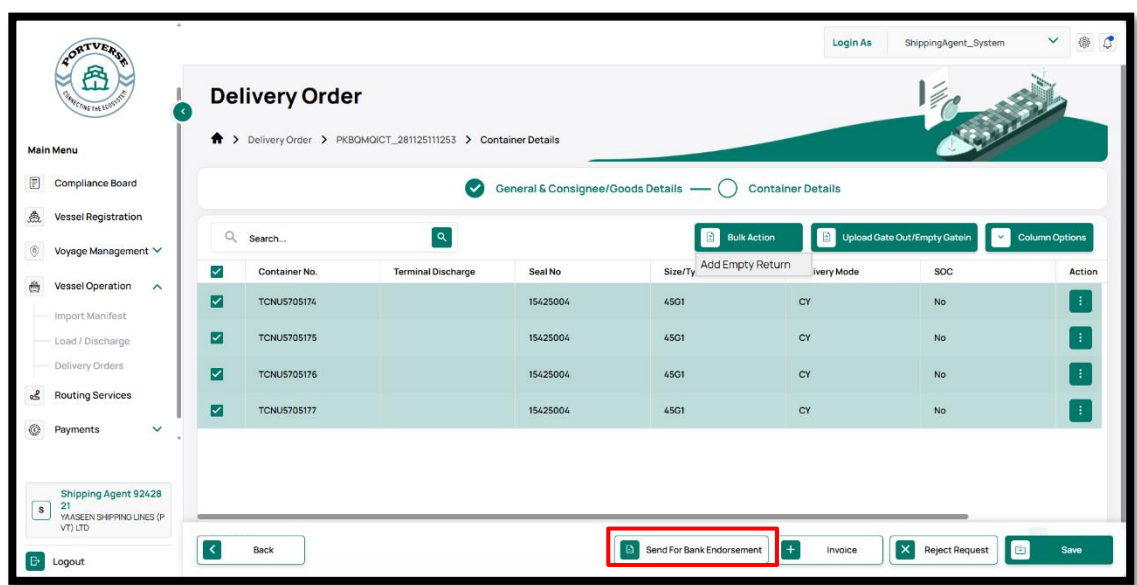 PORTVERSE
CONNECTING THE ECOSYSTEM
Login As
ShippingAgent_System
Delivery Order
> Delivery Order > PKBQMQICT_281125111253 > Container Details
Main Menu
Compliance Board
Vessel Registration
Voyage Management
Vessel Operation
Import Manifest
Load / Discharge
Delivery Orders
Routing Services
Payments
S
Shipping Agent 92428
21
YAASEEN SHIPPING LINES (P
VT) LTD
Logout
General & Consignee/Goods Details
Container Details
Search...
Bulk Action
Upload Gate Out/Empty Gatein
Column Options
Add Empty Return
Container No. Terminal Discharge Seal No Size/Ty ivery Mode SOC Action
TCNU5705174 15425004 45G1 CY No
TCNU5705175 15425004 45G1 CY No
TCNU5705176 15425004 45G1 CY No
TCNU5705177 15425004 45G1 CY No
Back
Send For Bank Endorsement
Invoice
Reject Request
Save